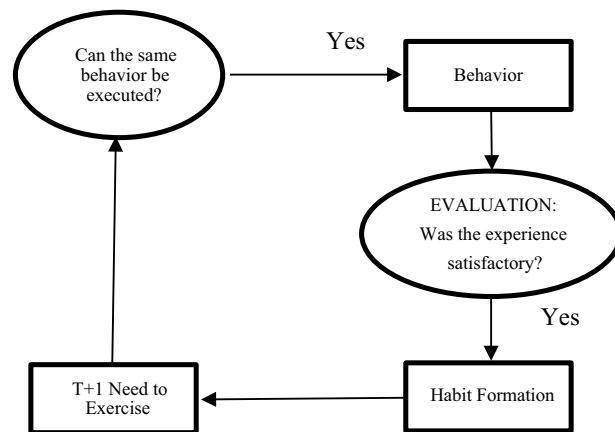 Can the same
behavior be
executed?
Yes
Behavior
EVALUATION:
Was the experience
satisfactory?
Yes
Habit Formation
T+1 Need to
Exercise